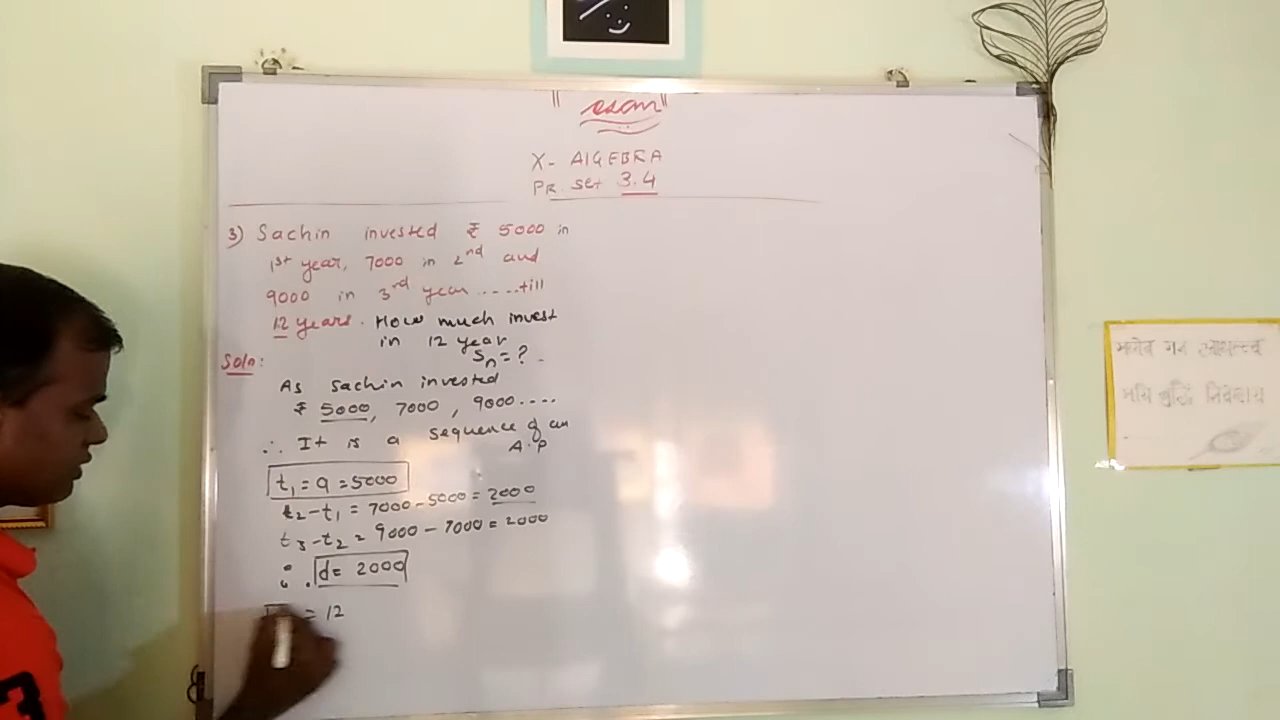 " exam "
X- ALGEBRA
PR. Set 3.4
3) Sachin invested ₹ 5000 in
1st year, 7000 in 2nd and
9000 in 3rd year.....till
12 years. How much invest
in 12 year
Sn = ? .
Soln:
As sachin invested
₹ 5000, 7000, 9000....
∴ It is a sequence of an
A.P
t1 = a = 5000
t2-t1 = 7000-5000 = 2000
t3-t2 = 9000-7000 = 2000
∴ d= 2000
= 12